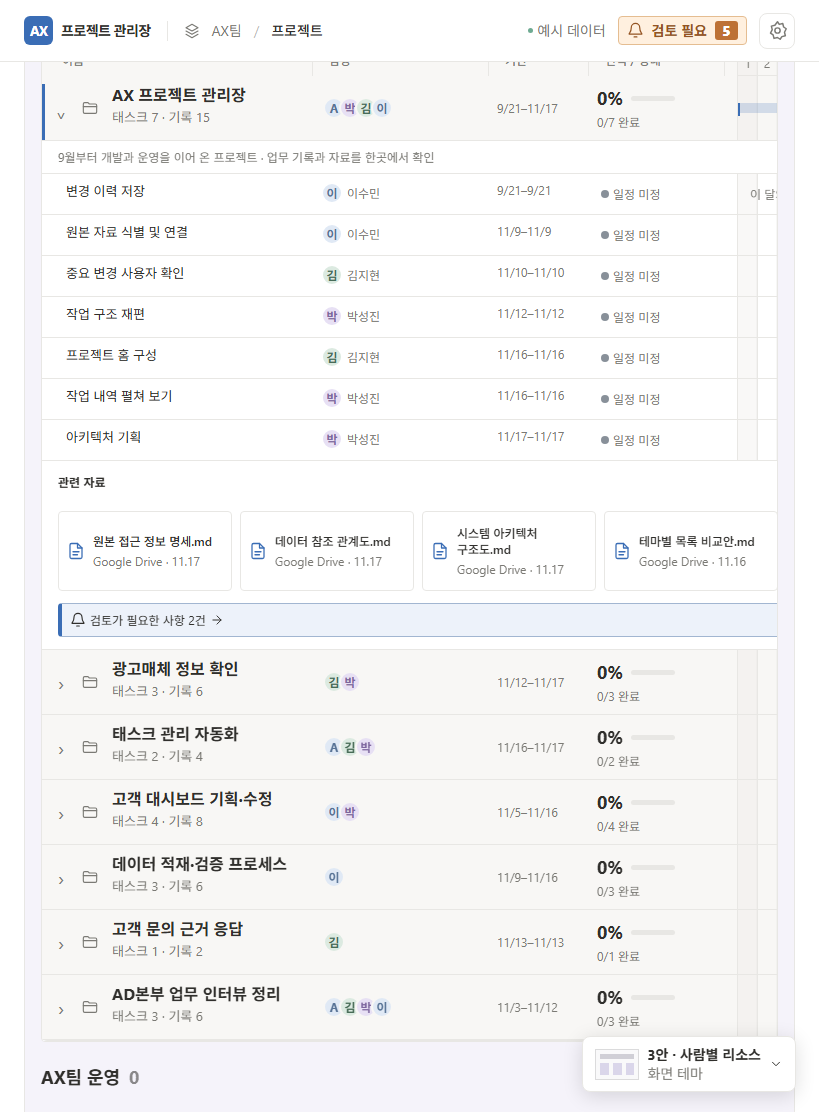 AX 프로젝트 관리장 AX팀 / 프로젝트 예시 데이터 검토 필요 5
1 2
AX 프로젝트 관리장
태스크 7 · 기록 15
A 박 김 이
9/21–11/17
0%
0/7 완료
9월부터 개발과 운영을 이어 온 프로젝트 · 업무 기록과 자료를 한곳에서 확인
변경 이력 저장 이 이수민 9/21–9/21 일정 미정 이 달
원본 자료 식별 및 연결 이 이수민 11/9–11/9 일정 미정
중요 변경 사용자 확인 김 김지현 11/10–11/10 일정 미정
작업 구조 재편 박 박성진 11/12–11/12 일정 미정
프로젝트 홈 구성 김 김지현 11/16–11/16 일정 미정
작업 내역 펼쳐 보기 박 박성진 11/16–11/16 일정 미정
아키텍처 기획 박 박성진 11/17–11/17 일정 미정
관련 자료
원본 접근 정보 명세.md
Google Drive · 11.17
데이터 참조 관계도.md
Google Drive · 11.17
시스템 아키텍처
구조도.md
Google Drive · 11.17
테마별 목록 비교안.md
Google Drive · 11.16
검토가 필요한 사항 2건 →
광고매체 정보 확인
태스크 3 · 기록 6
김 박
11/12–11/17
0%
0/3 완료
태스크 관리 자동화
태스크 2 · 기록 4
A 김 박
11/16–11/17
0%
0/2 완료
고객 대시보드 기획·수정
태스크 4 · 기록 8
이 박
11/5–11/16
0%
0/4 완료
데이터 적재·검증 프로세스
태스크 3 · 기록 6
이
11/9–11/16
0%
0/3 완료
고객 문의 근거 응답
태스크 1 · 기록 2
김
11/13–11/13
0%
0/1 완료
AD본부 업무 인터뷰 정리
태스크 3 · 기록 6
A 김 박 이
11/3–11/12
0%
0/3 완료
AX팀 운영 0
3안 · 사람별 리소스
화면 테마